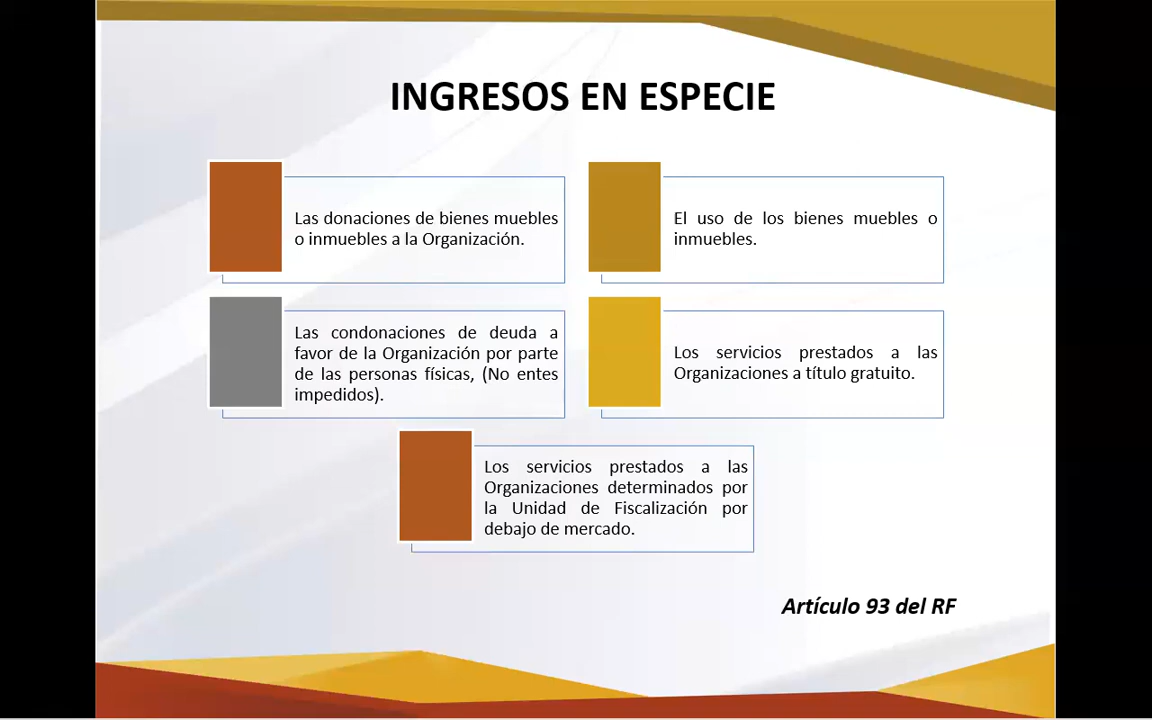 INGRESOS EN ESPECIE
Las donaciones de bienes muebles
o inmuebles a la Organización.
El uso de los bienes muebles o
inmuebles.
Las condonaciones de deuda a
favor de la Organización por parte
de las personas físicas, (No entes
impedidos).
Los servicios prestados a las
Organizaciones a título gratuito.
Los servicios prestados a las
Organizaciones determinados por
la Unidad de Fiscalización por
debajo de mercado.
Artículo 93 del RF